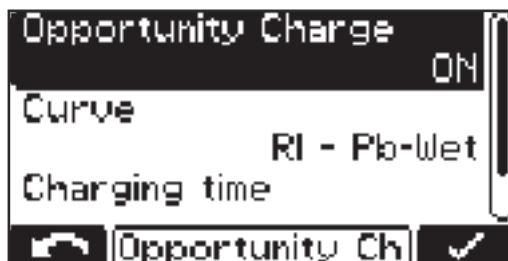 Opportunity Charge
ON
Curve
RI - Pb-Wet
Charging time
Opportunity Ch